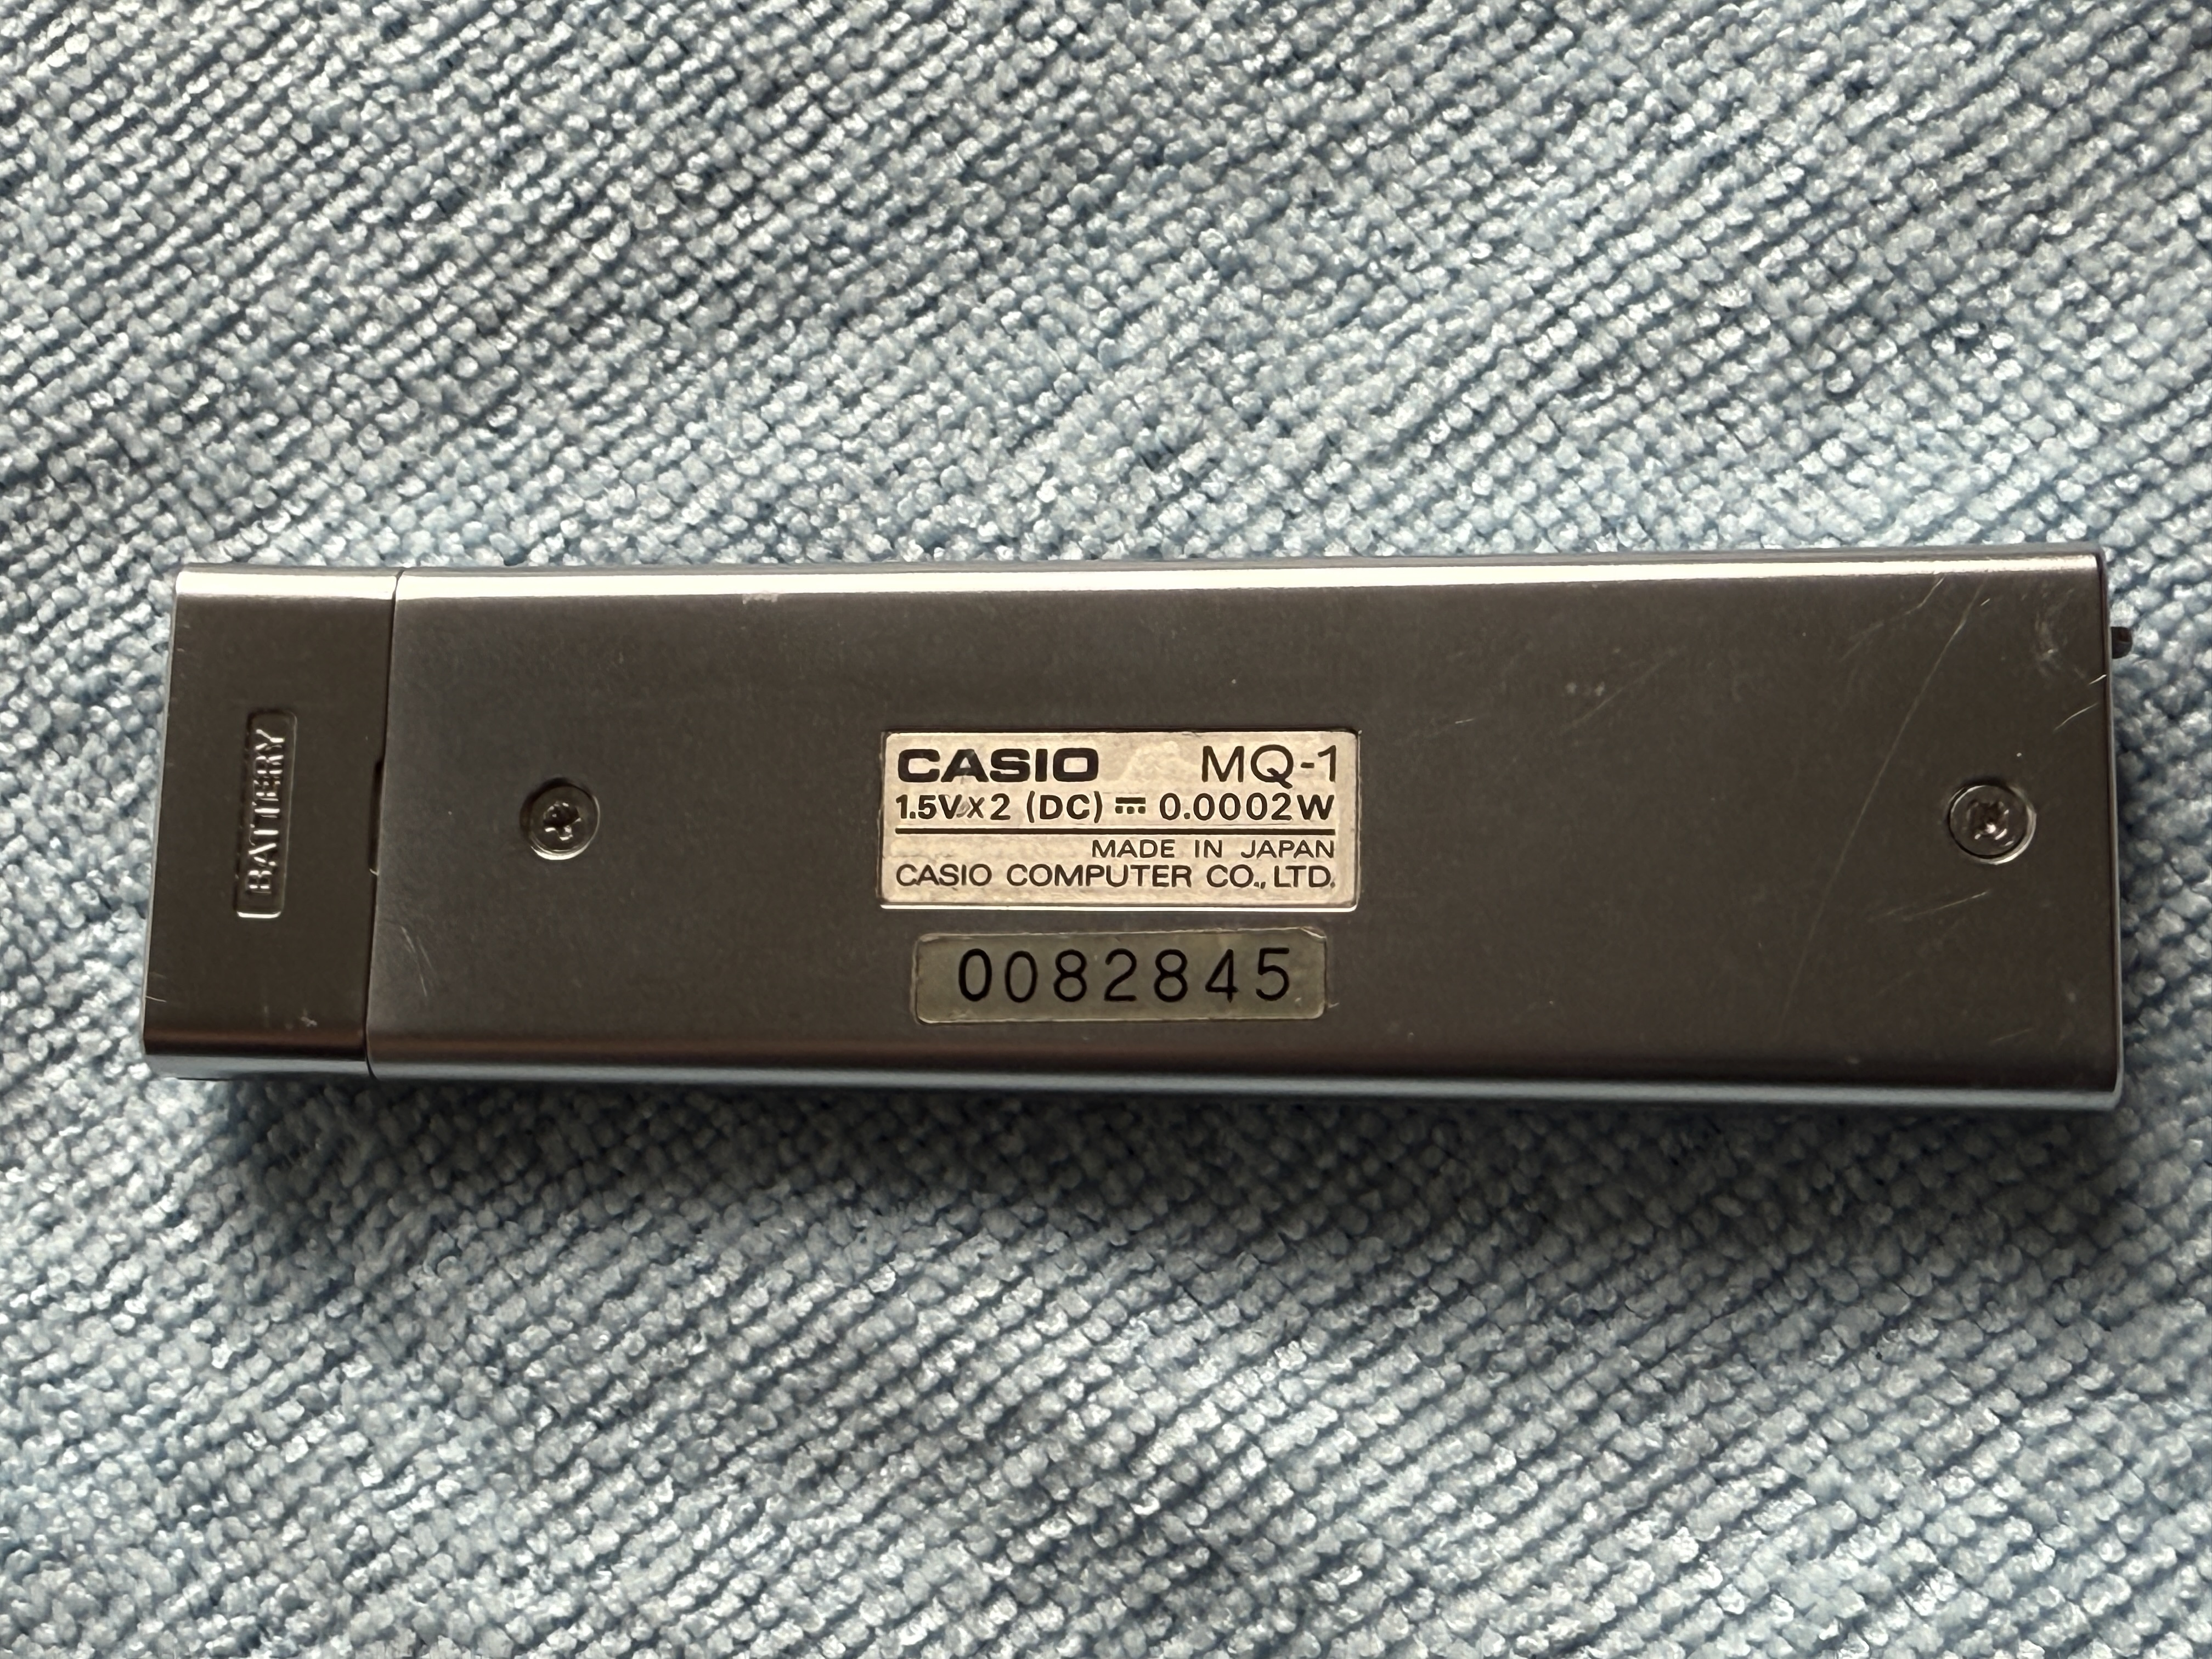 BATTERY
CASIO MQ-1
1.5V×2 (DC) ⎓ 0.0002W
MADE IN JAPAN
CASIO COMPUTER CO., LTD.
0082845